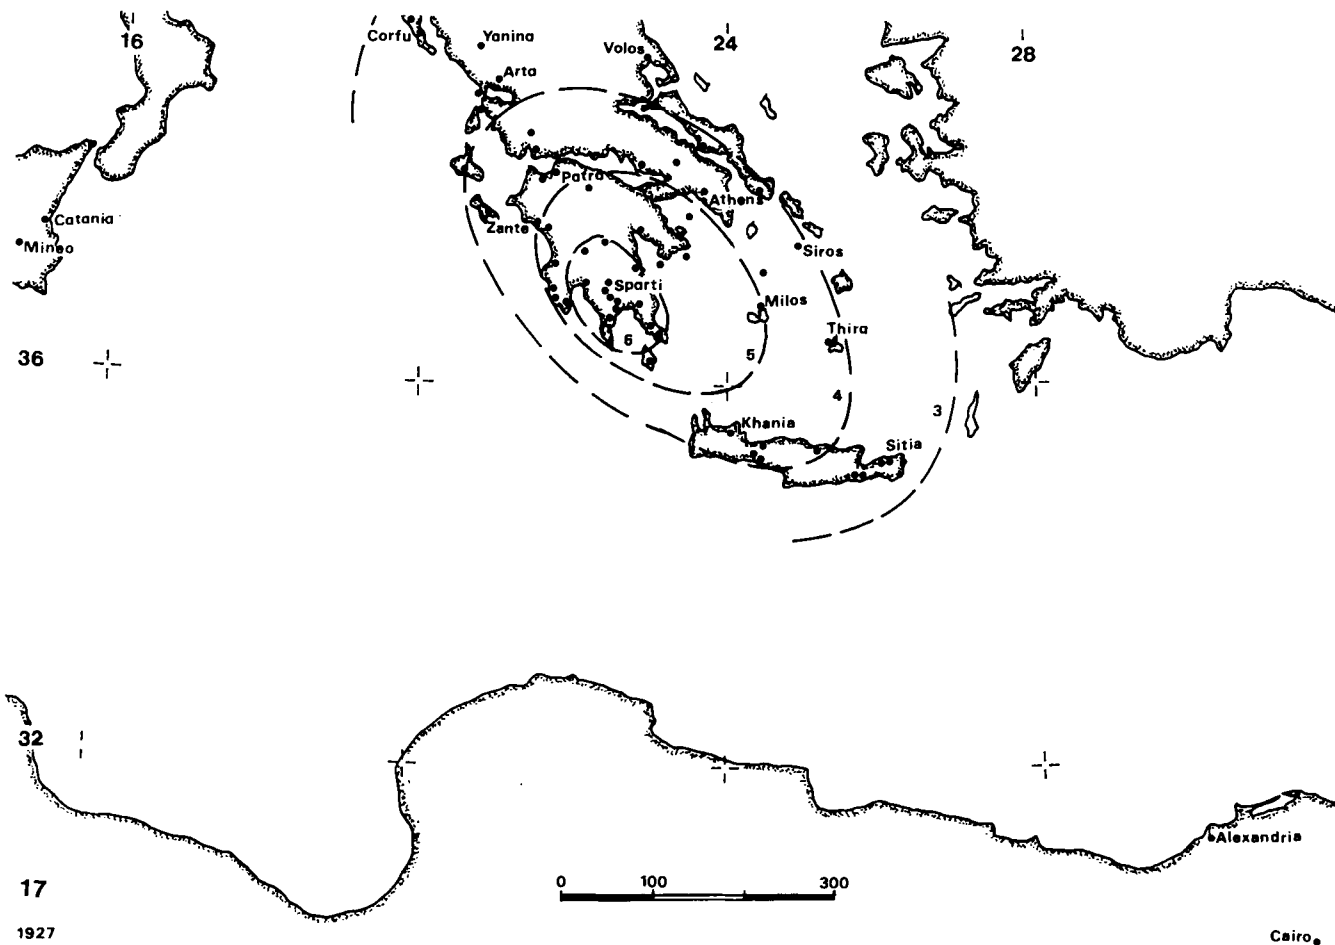 16
Corfu
Yanina
Volos
24
28
Arta
Patra
Athens
Catania
Mineo
Zante
Siros
Sparti
Milos
Thira
36
6
5
4
3
Khania
Sitia
32
Alexandria
17
0 100 300
1927
Cairo